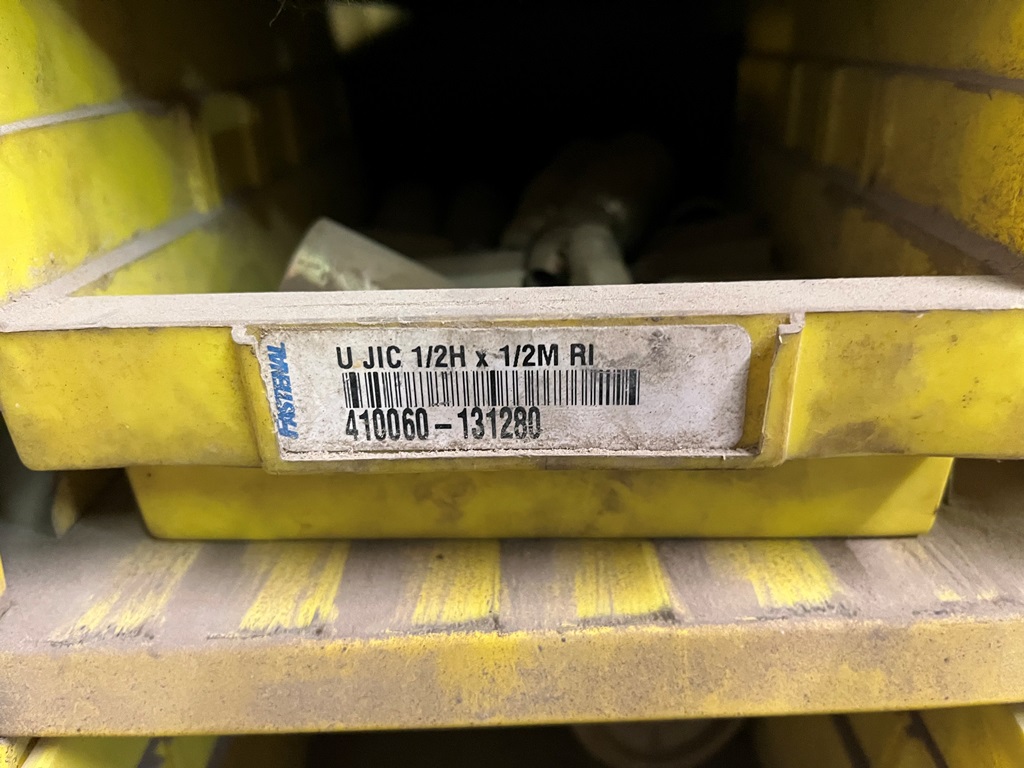 FASTENAL
U JIC 1/2H x 1/2M RI
410060-131280